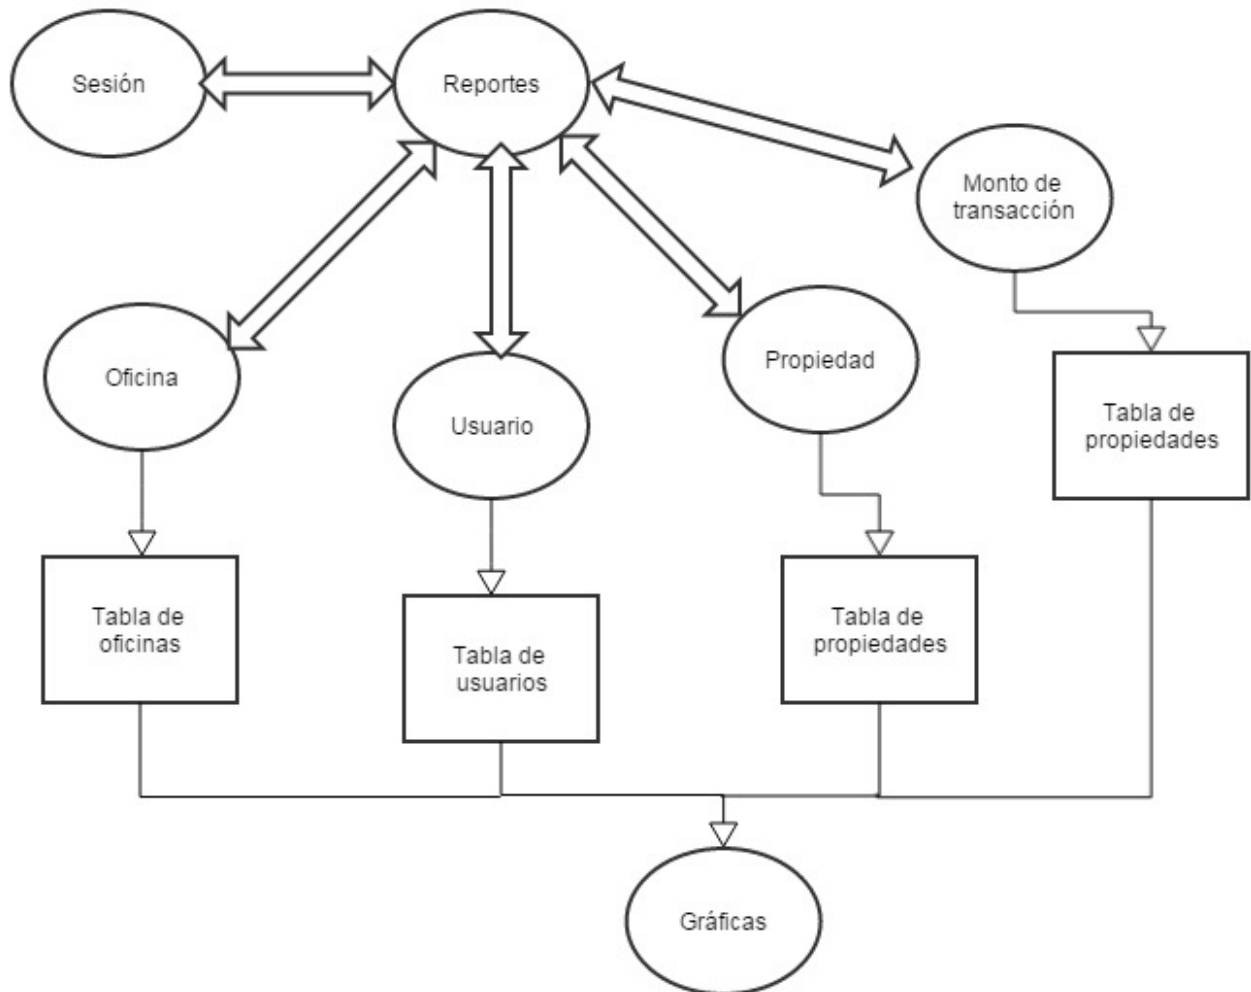 Sesión
Reportes
Monto de
transacción
Oficina
Usuario
Propiedad
Tabla de
propiedades
Tabla de
oficinas
Tabla de
usuarios
Tabla de
propiedades
Gráficas